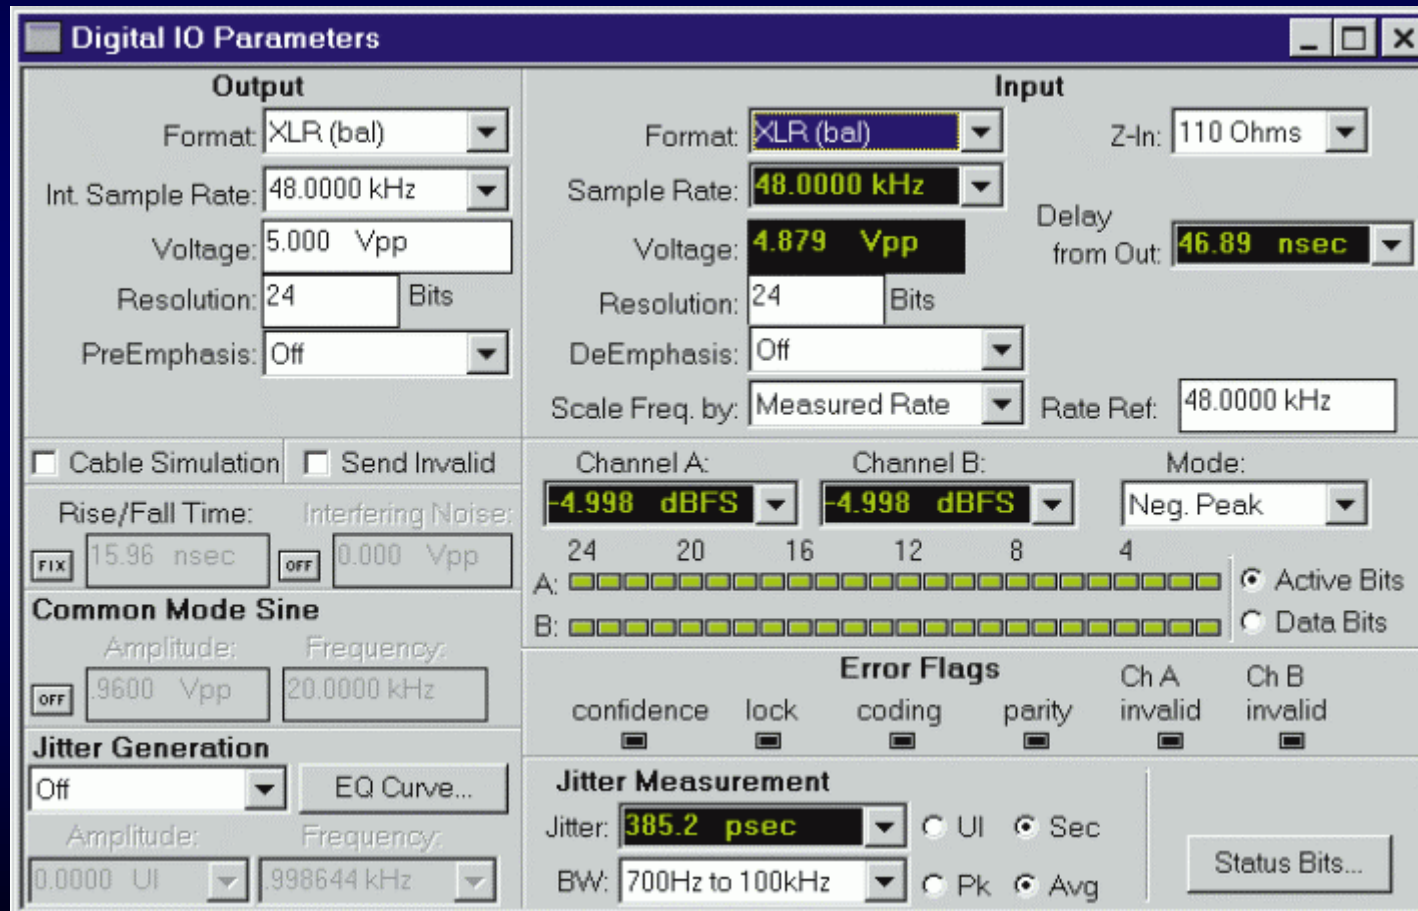 Digital IO Parameters
Output
Format: XLR (bal)
Int. Sample Rate: 48.0000 kHz
Voltage: 5.000 Vpp
Resolution: 24 Bits
PreEmphasis: Off
Cable Simulation Send Invalid
Rise/Fall Time: Interfering Noise:
FIX 15.96 nsec OFF 0.000 Vpp
Common Mode Sine
Amplitude: Frequency:
OFF .9600 Vpp 20.0000 kHz
Jitter Generation
Off EQ Curve...
Amplitude: Frequency:
0.0000 UI .998644 kHz
Input
Format: XLR (bal) Z-In: 110 Ohms
Sample Rate: 48.0000 kHz
Voltage: 4.879 Vpp
Delay
from Out: 46.89 nsec
Resolution: 24 Bits
DeEmphasis: Off
Scale Freq. by: Measured Rate Rate Ref: 48.0000 kHz
Channel A: Channel B: Mode:
-4.998 dBFS -4.998 dBFS Neg. Peak
24 20 16 12 8 4
A: Active Bits
B: Data Bits
Error Flags
confidence lock coding parity Ch A invalid Ch B invalid
Jitter Measurement
Jitter: 385.2 psec UI Sec
BW: 700Hz to 100kHz Pk Avg
Status Bits...